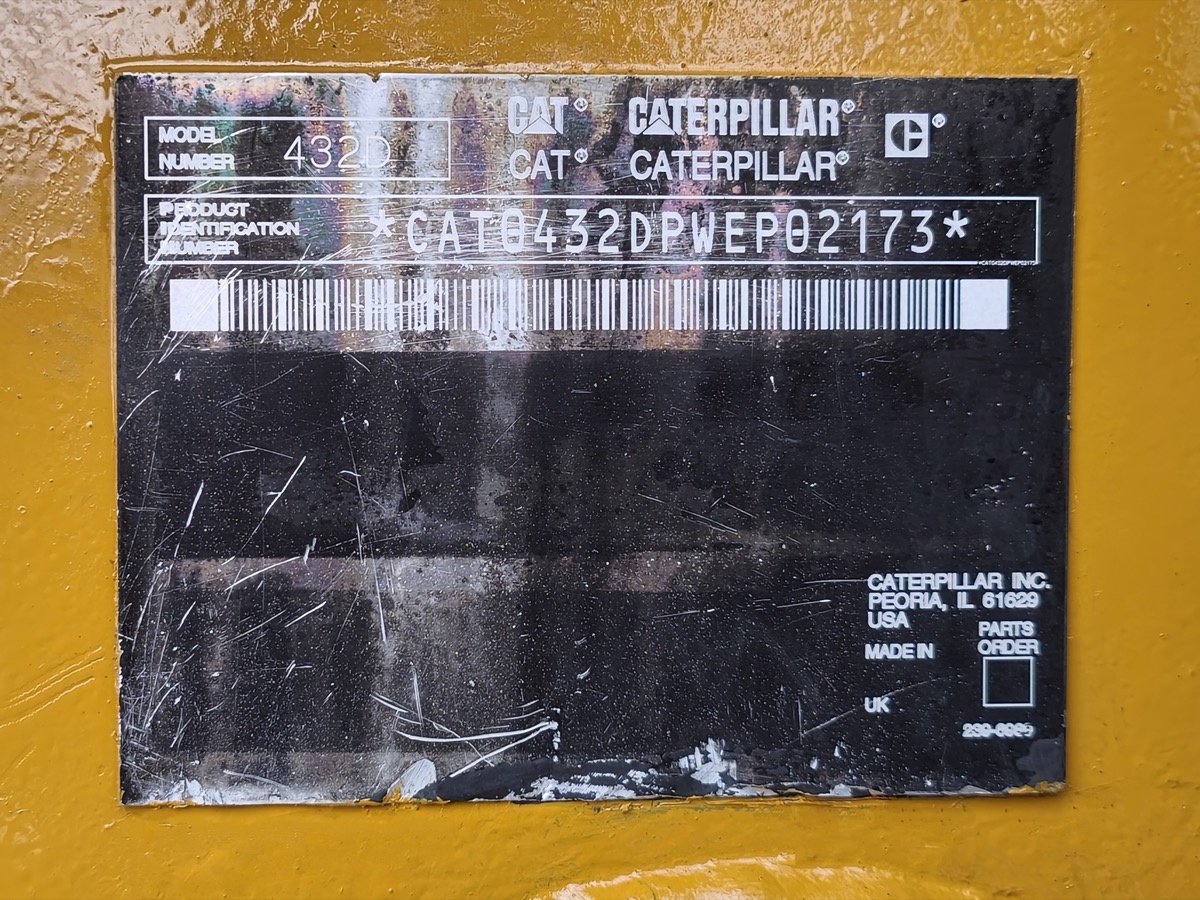 MODEL
NUMBER 432D
CAT® CATERPILLAR®
CAT® CATERPILLAR®
C®
PRODUCT
IDENTIFICATION
NUMBER
*CAT0432DPWEP02173*
*CAT0432DPWEP02173
CATERPILLAR INC.
PEORIA, IL 61629
USA
MADE IN
UK
PARTS
ORDER